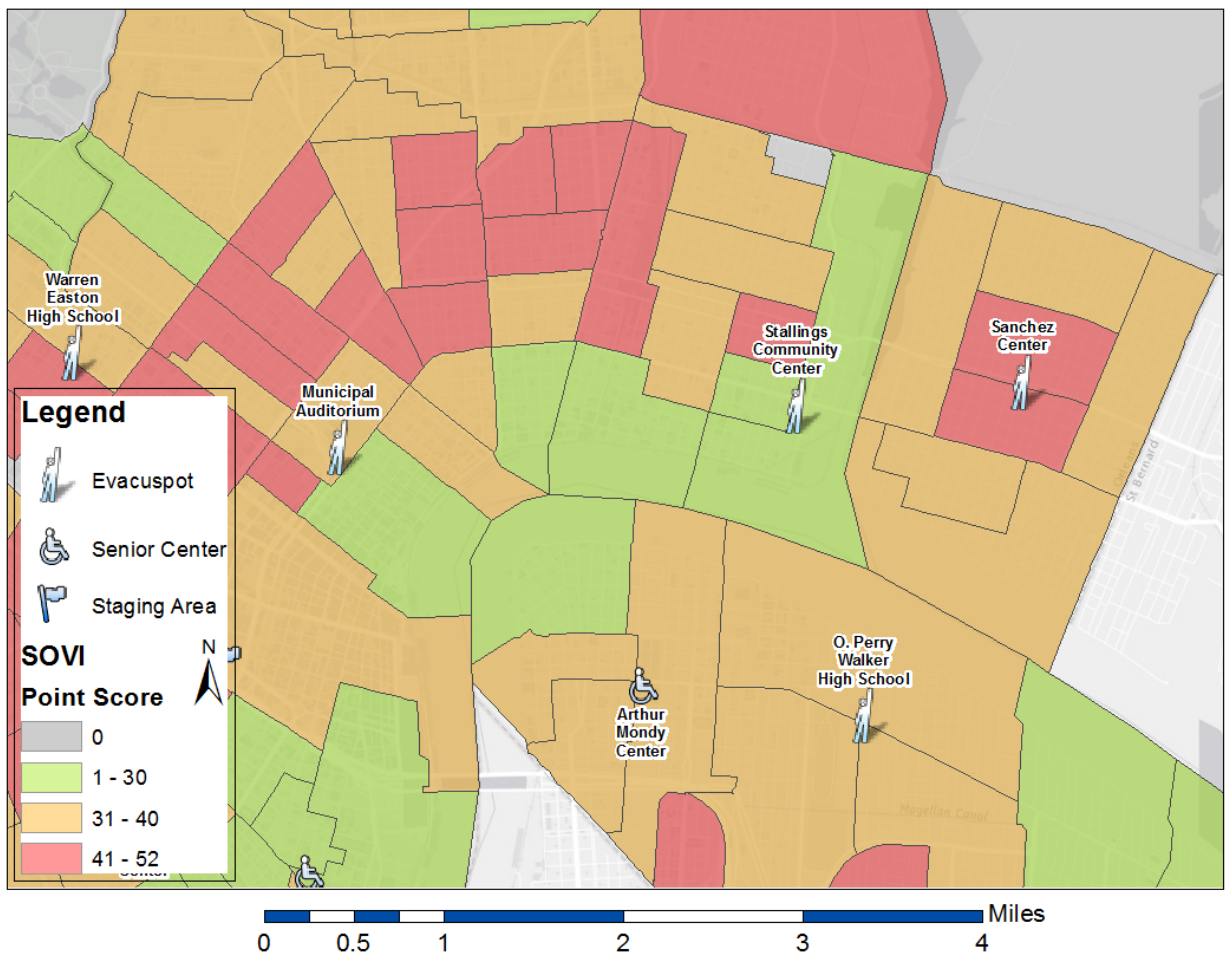 Warren
Easton
High School
Municipal
Auditorium
Stallings
Community
Center
Sanchez
Center
Orleans
St Bernard
O. Perry
Walker
High School
Arthur
Mondy
Center
Magellan Canal
Legend
Evacuspot
Senior Center
Staging Area
SOVI
N
Point Score
0
1 - 30
31 - 40
41 - 52
Center
Miles
0 0.5 1 2 3 4